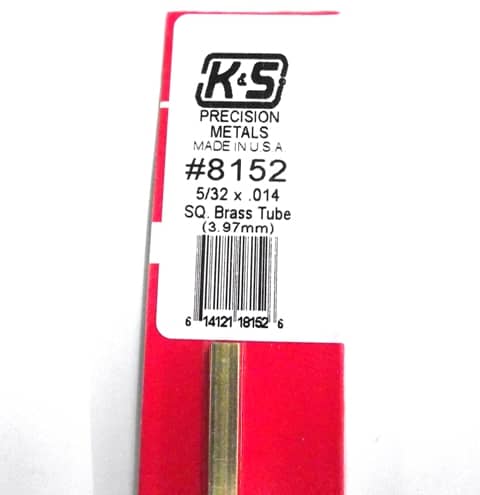 K&S
PRECISION
METALS
MADE IN U.S.A
#8152
5/32 x .014
SQ. Brass Tube
(3.97mm)
6 14121 18152 6